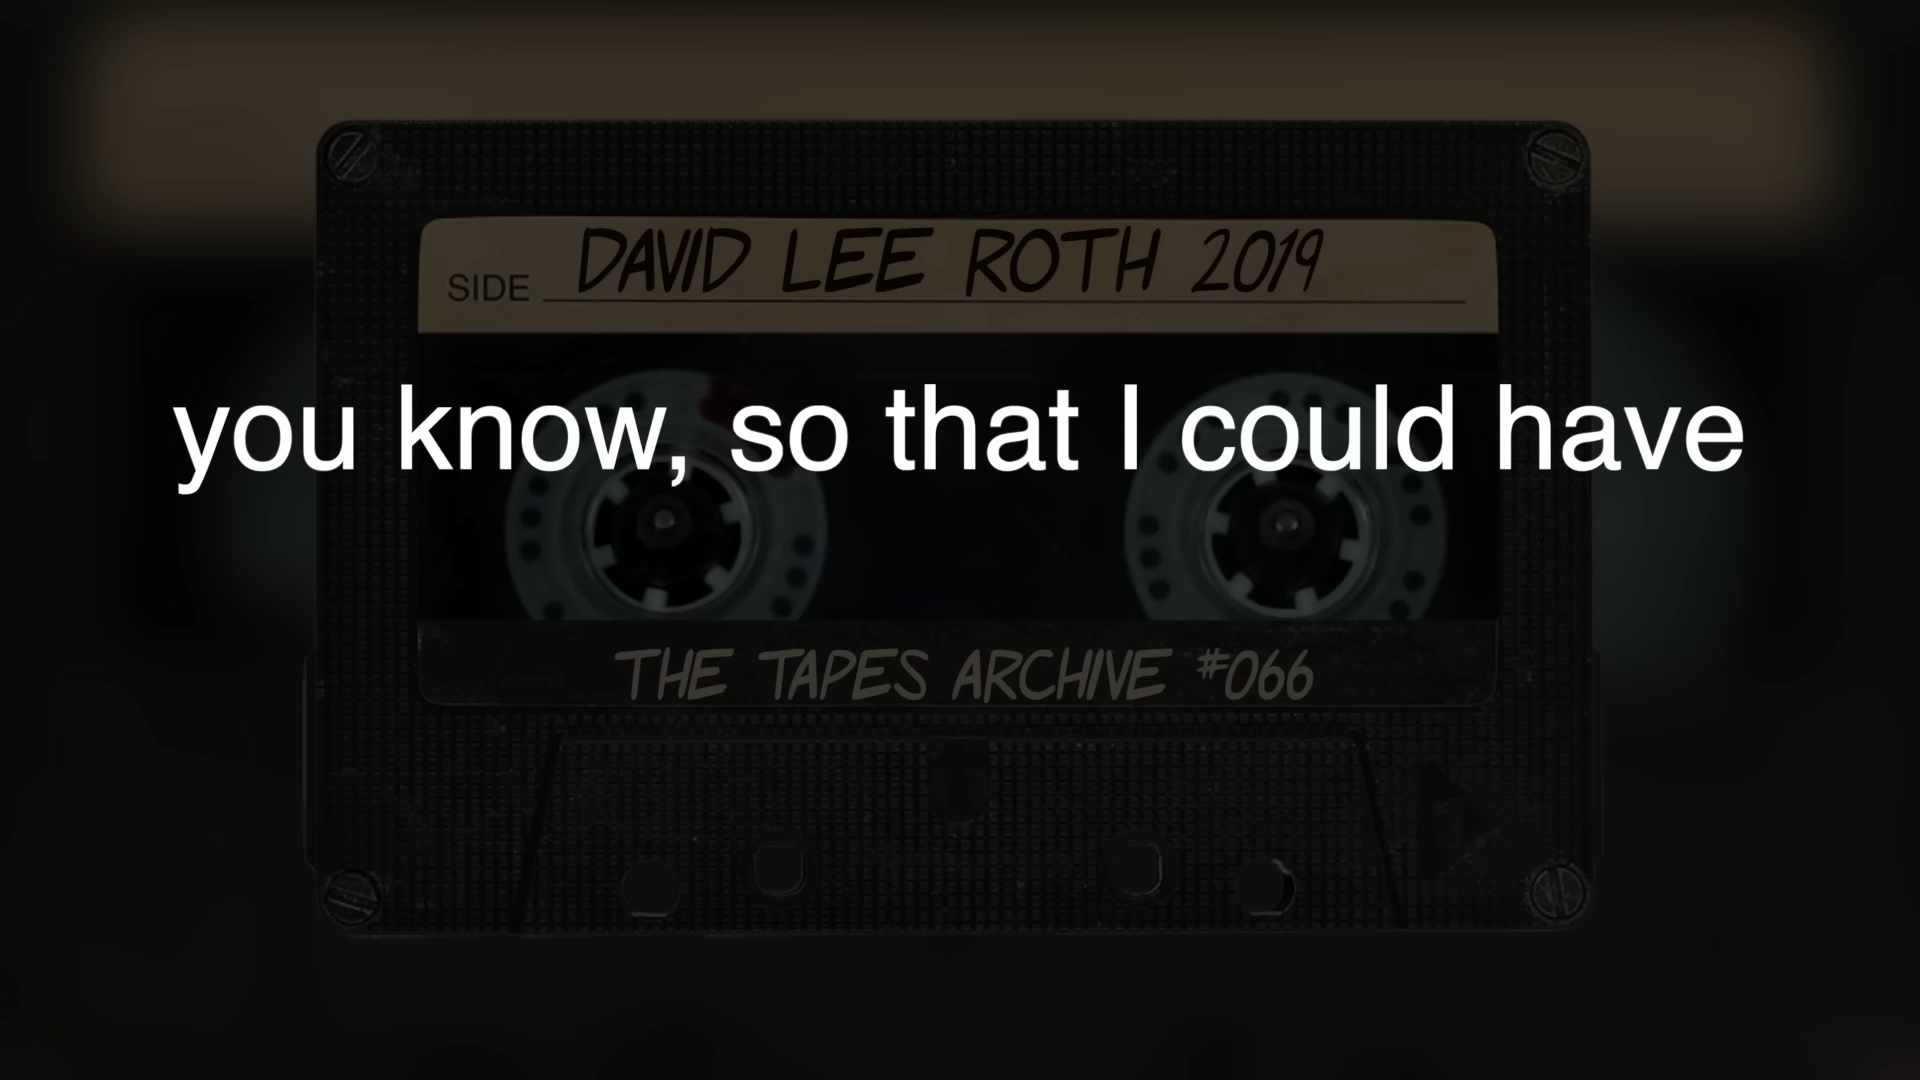 DAVID LEE ROTH 2019
SIDE
you know, so that I could have
THE TAPES ARCHIVE #066